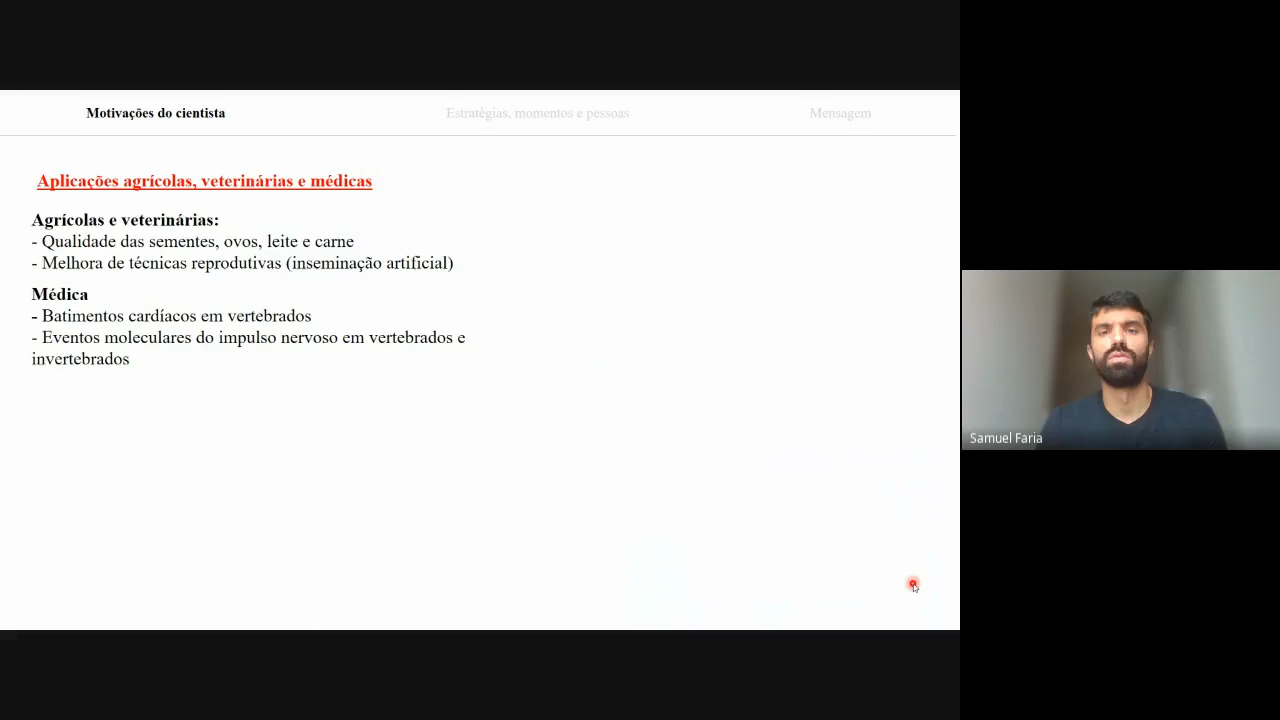 Motivações do cientista
Estratégias, momentos e pessoas
Mensagem
Aplicações agrícolas, veterinárias e médicas
Agrícolas e veterinárias:
- Qualidade das sementes, ovos, leite e carne
- Melhora de técnicas reprodutivas (inseminação artificial)
Médica
- Batimentos cardíacos em vertebrados
- Eventos moleculares do impulso nervoso em vertebrados e
invertebrados
Samuel Faria